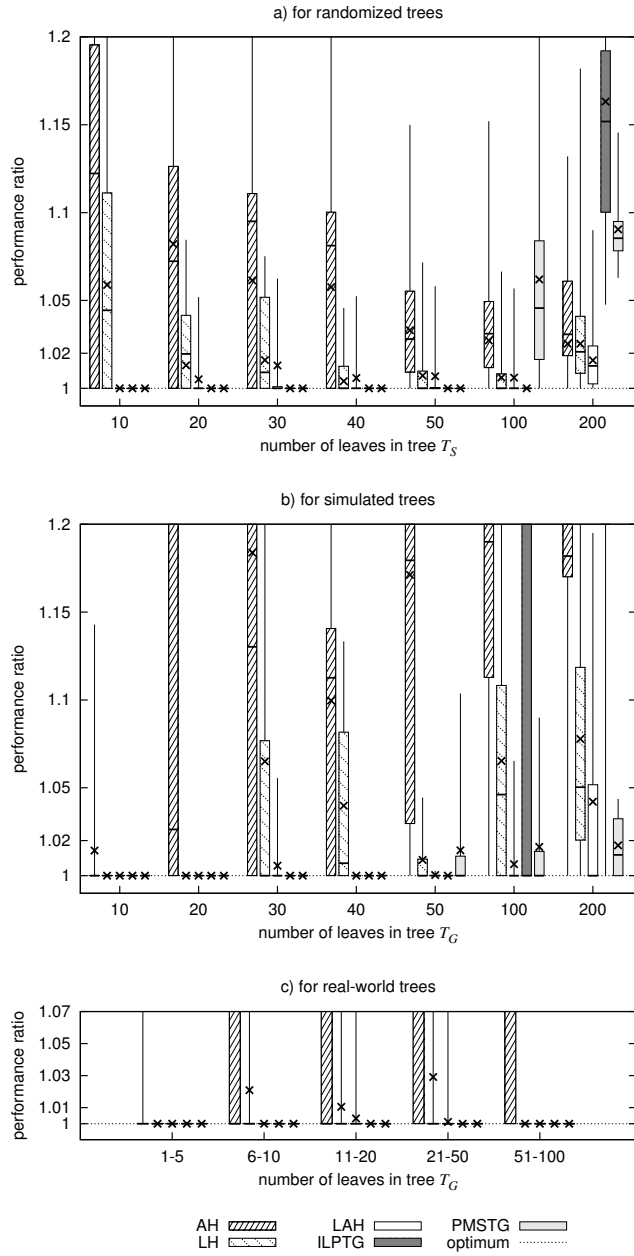 a) for randomized trees
performance ratio
1.2
1.15
1.1
1.05
1.02
1
10 20 30 40 50 100 200
number of leaves in tree T_S
b) for simulated trees
performance ratio
1.2
1.15
1.1
1.05
1.02
1
10 20 30 40 50 100 200
number of leaves in tree T_G
c) for real-world trees
performance ratio
1.07
1.05
1.03
1.01
1
1-5 6-10 11-20 21-50 51-100
number of leaves in tree T_G
AH LAH PMSTG
LH ILPTG optimum